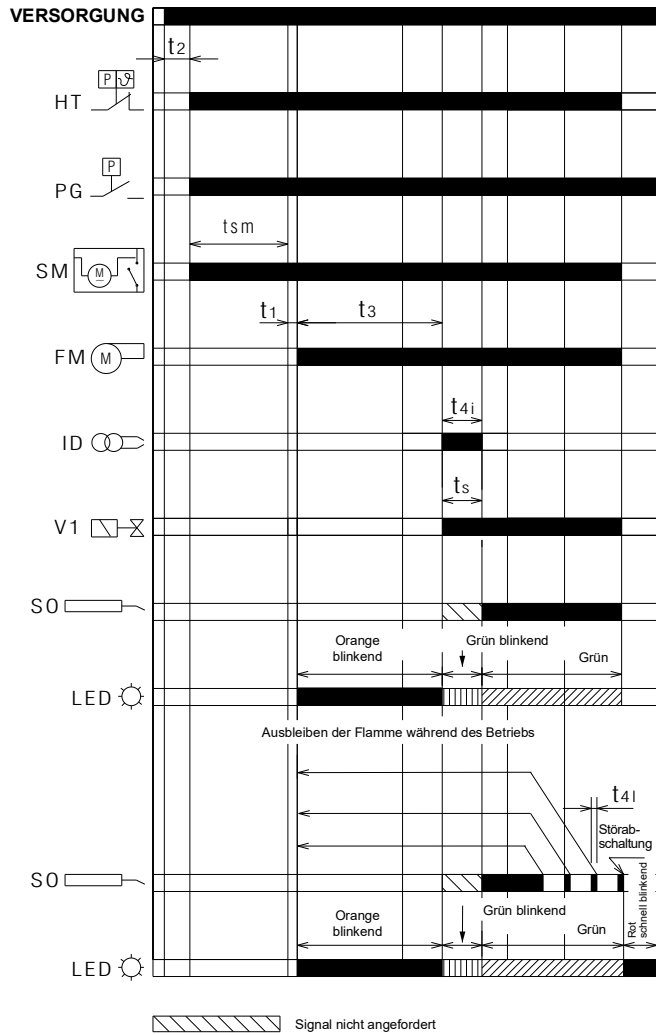 VERSORGUNG
t2
P ϑ
HT
P
PG
tsm
SM M
t1 t3
FM M
t4i
ID
ts
V1
SO
Orange
blinkend
Grün blinkend
Grün
LED
Ausbleiben der Flamme während des Betriebs
t4l
Störab-
schaltung
SO
Rot
schnell blinkend
Orange
blinkend
Grün blinkend
Grün
LED
Signal nicht angefordert